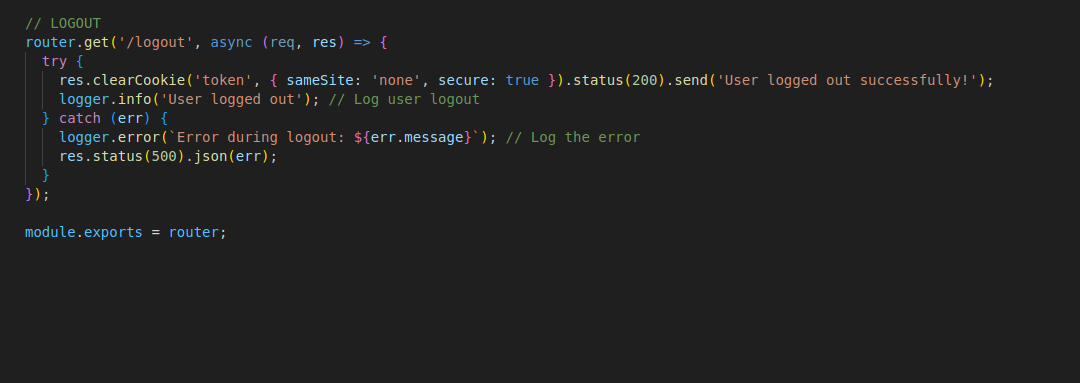 // LOGOUT
router.get('/logout', async (req, res) => {
  try {
    res.clearCookie('token', { sameSite: 'none', secure: true }).status(200).send('User logged out successfully!');
    logger.info('User logged out'); // Log user logout
  } catch (err) {
    logger.error(`Error during logout: ${err.message}`); // Log the error
    res.status(500).json(err);
  }
});
module.exports = router;